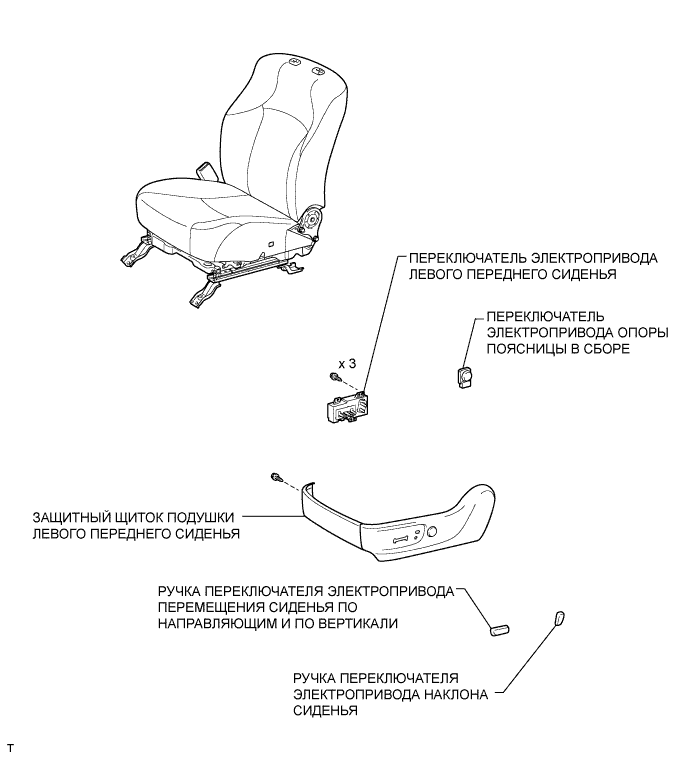 ПЕРЕКЛЮЧАТЕЛЬ ЭЛЕКТРОПРИВОДА
ЛЕВОГО ПЕРЕДНЕГО СИДЕНЬЯ
ПЕРЕКЛЮЧАТЕЛЬ
ЭЛЕКТРОПРИВОДА ОПОРЫ
ПОЯСНИЦЫ В СБОРЕ
x 3
ЗАЩИТНЫЙ ЩИТОК ПОДУШКИ
ЛЕВОГО ПЕРЕДНЕГО СИДЕНЬЯ
РУЧКА ПЕРЕКЛЮЧАТЕЛЯ ЭЛЕКТРОПРИВОДА
ПЕРЕМЕЩЕНИЯ СИДЕНЬЯ ПО
НАПРАВЛЯЮЩИМ И ПО ВЕРТИКАЛИ
РУЧКА ПЕРЕКЛЮЧАТЕЛЯ
ЭЛЕКТРОПРИВОДА НАКЛОНА
СИДЕНЬЯ
T